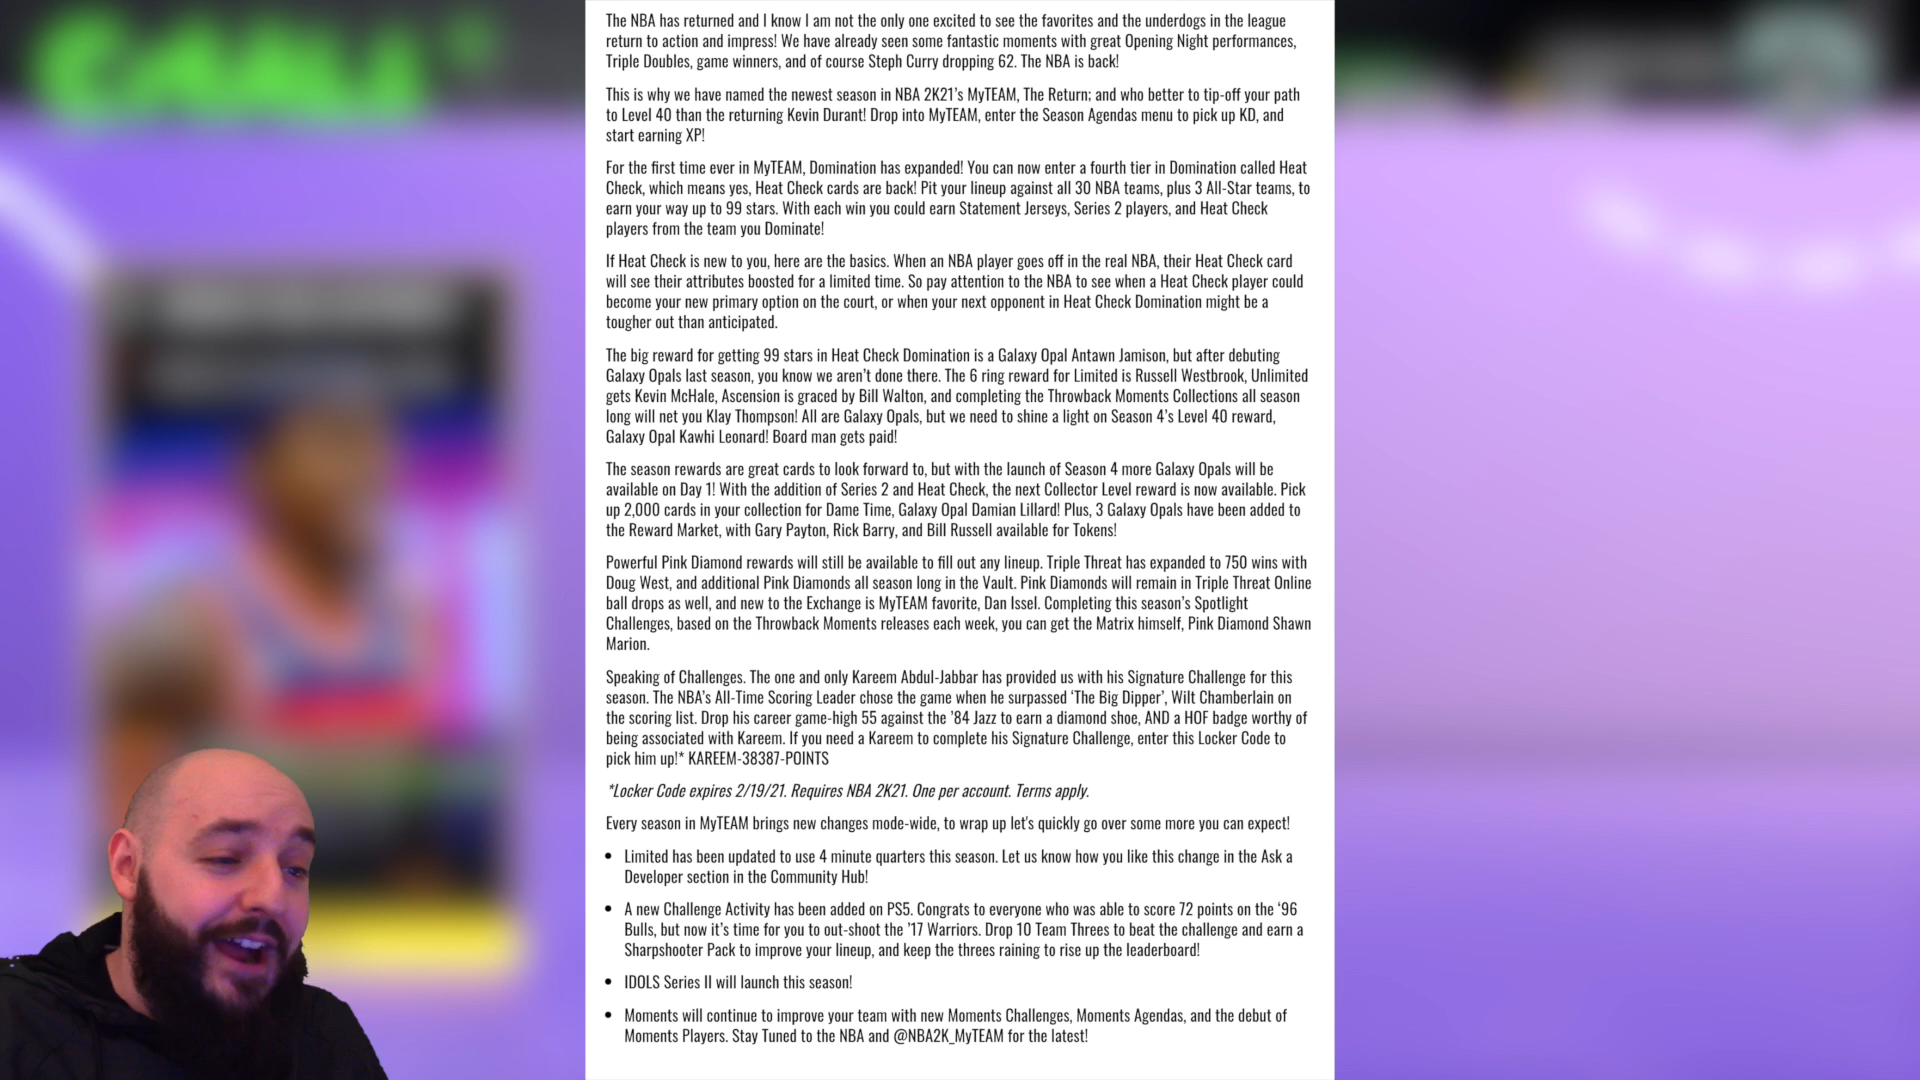 The NBA has returned and I know I am not the only one excited to see the favorites and the underdogs in the league
return to action and impress! We have already seen some fantastic moments with great Opening Night performances,
Triple Doubles, game winners, and of course Steph Curry dropping 62. The NBA is back!
This is why we have named the newest season in NBA 2K21’s MyTEAM, The Return; and who better to tip-off your path
to Level 40 than the returning Kevin Durant! Drop into MyTEAM, enter the Season Agendas menu to pick up KD, and
start earning XP!
For the first time ever in MyTEAM, Domination has expanded! You can now enter a fourth tier in Domination called Heat
Check, which means yes, Heat Check cards are back! Pit your lineup against all 30 NBA teams, plus 3 All-Star teams, to
earn your way up to 99 stars. With each win you could earn Statement Jerseys, Series 2 players, and Heat Check
players from the team you Dominate!
If Heat Check is new to you, here are the basics. When an NBA player goes off in the real NBA, their Heat Check card
will see their attributes boosted for a limited time. So pay attention to the NBA to see when a Heat Check player could
become your new primary option on the court, or when your next opponent in Heat Check Domination might be a
tougher out than anticipated.
The big reward for getting 99 stars in Heat Check Domination is a Galaxy Opal Antawn Jamison, but after debuting
Galaxy Opals last season, you know we aren’t done there. The 6 ring reward for Limited is Russell Westbrook, Unlimited
gets Kevin McHale, Ascension is graced by Bill Walton, and completing the Throwback Moments Collections all season
long will net you Klay Thompson! All are Galaxy Opals, but we need to shine a light on Season 4’s Level 40 reward,
Galaxy Opal Kawhi Leonard! Board man gets paid!
The season rewards are great cards to look forward to, but with the launch of Season 4 more Galaxy Opals will be
available on Day 1! With the addition of Series 2 and Heat Check, the next Collector Level reward is now available. Pick
up 2,000 cards in your collection for Dame Time, Galaxy Opal Damian Lillard! Plus, 3 Galaxy Opals have been added to
the Reward Market, with Gary Payton, Rick Barry, and Bill Russell available for Tokens!
Powerful Pink Diamond rewards will still be available to fill out any lineup. Triple Threat has expanded to 750 wins with
Doug West, and additional Pink Diamonds all season long in the Vault. Pink Diamonds will remain in Triple Threat Online
ball drops as well, and new to the Exchange is MyTEAM favorite, Dan Issel. Completing this season’s Spotlight
Challenges, based on the Throwback Moments releases each week, you can get the Matrix himself, Pink Diamond Shawn
Marion.
Speaking of Challenges. The one and only Kareem Abdul-Jabbar has provided us with his Signature Challenge for this
season. The NBA’s All-Time Scoring Leader chose the game when he surpassed ‘The Big Dipper’, Wilt Chamberlain on
the scoring list. Drop his career game-high 55 against the ’84 Jazz to earn a diamond shoe, AND a HOF badge worthy of
being associated with Kareem. If you need a Kareem to complete his Signature Challenge, enter this Locker Code to
pick him up!* KAREEM-38387-POINTS
*Locker Code expires 2/19/21. Requires NBA 2K21. One per account. Terms apply.
Every season in MyTEAM brings new changes mode-wide, to wrap up let's quickly go over some more you can expect!
• Limited has been updated to use 4 minute quarters this season. Let us know how you like this change in the Ask a
Developer section in the Community Hub!
• A new Challenge Activity has been added on PS5. Congrats to everyone who was able to score 72 points on the ‘96
Bulls, but now it’s time for you to out-shoot the ’17 Warriors. Drop 10 Team Threes to beat the challenge and earn a
Sharpshooter Pack to improve your lineup, and keep the threes raining to rise up the leaderboard!
• IDOLS Series II will launch this season!
• Moments will continue to improve your team with new Moments Challenges, Moments Agendas, and the debut of
Moments Players. Stay Tuned to the NBA and @NBA2K_MyTEAM for the latest!